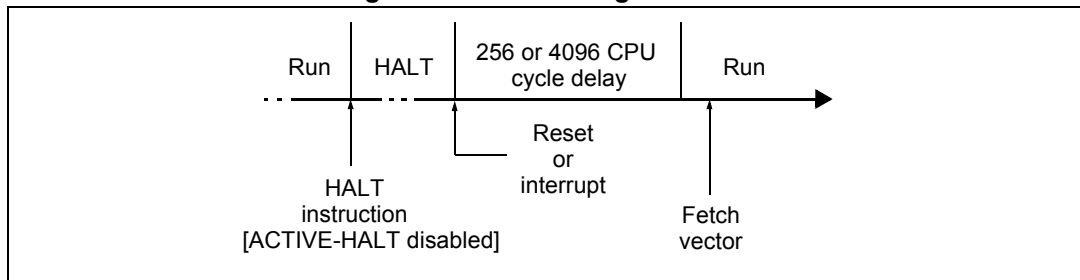 256 or 4096 CPU
Run
HALT
cycle delay
Run
Reset
or
interrupt
HALT
instruction
[ACTIVE-HALT disabled]
Fetch
vector